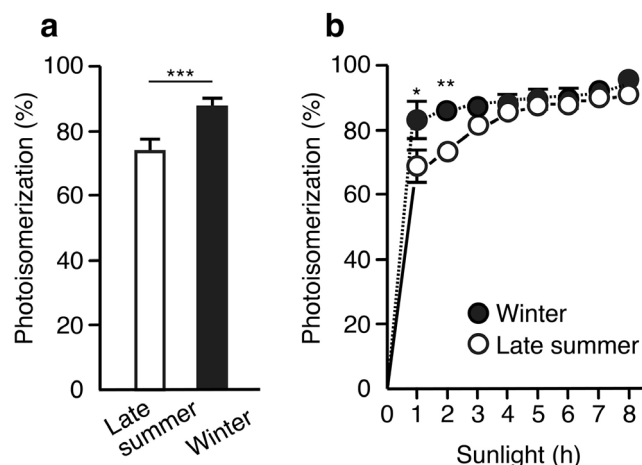 a
***
Photoisomerization (%)
100
80
60
40
20
0
Late
summer
Winter
b
*
**
Photoisomerization (%)
100
80
60
40
20
0
Winter
Late summer
0 1 2 3 4 5 6 7 8
Sunlight (h)